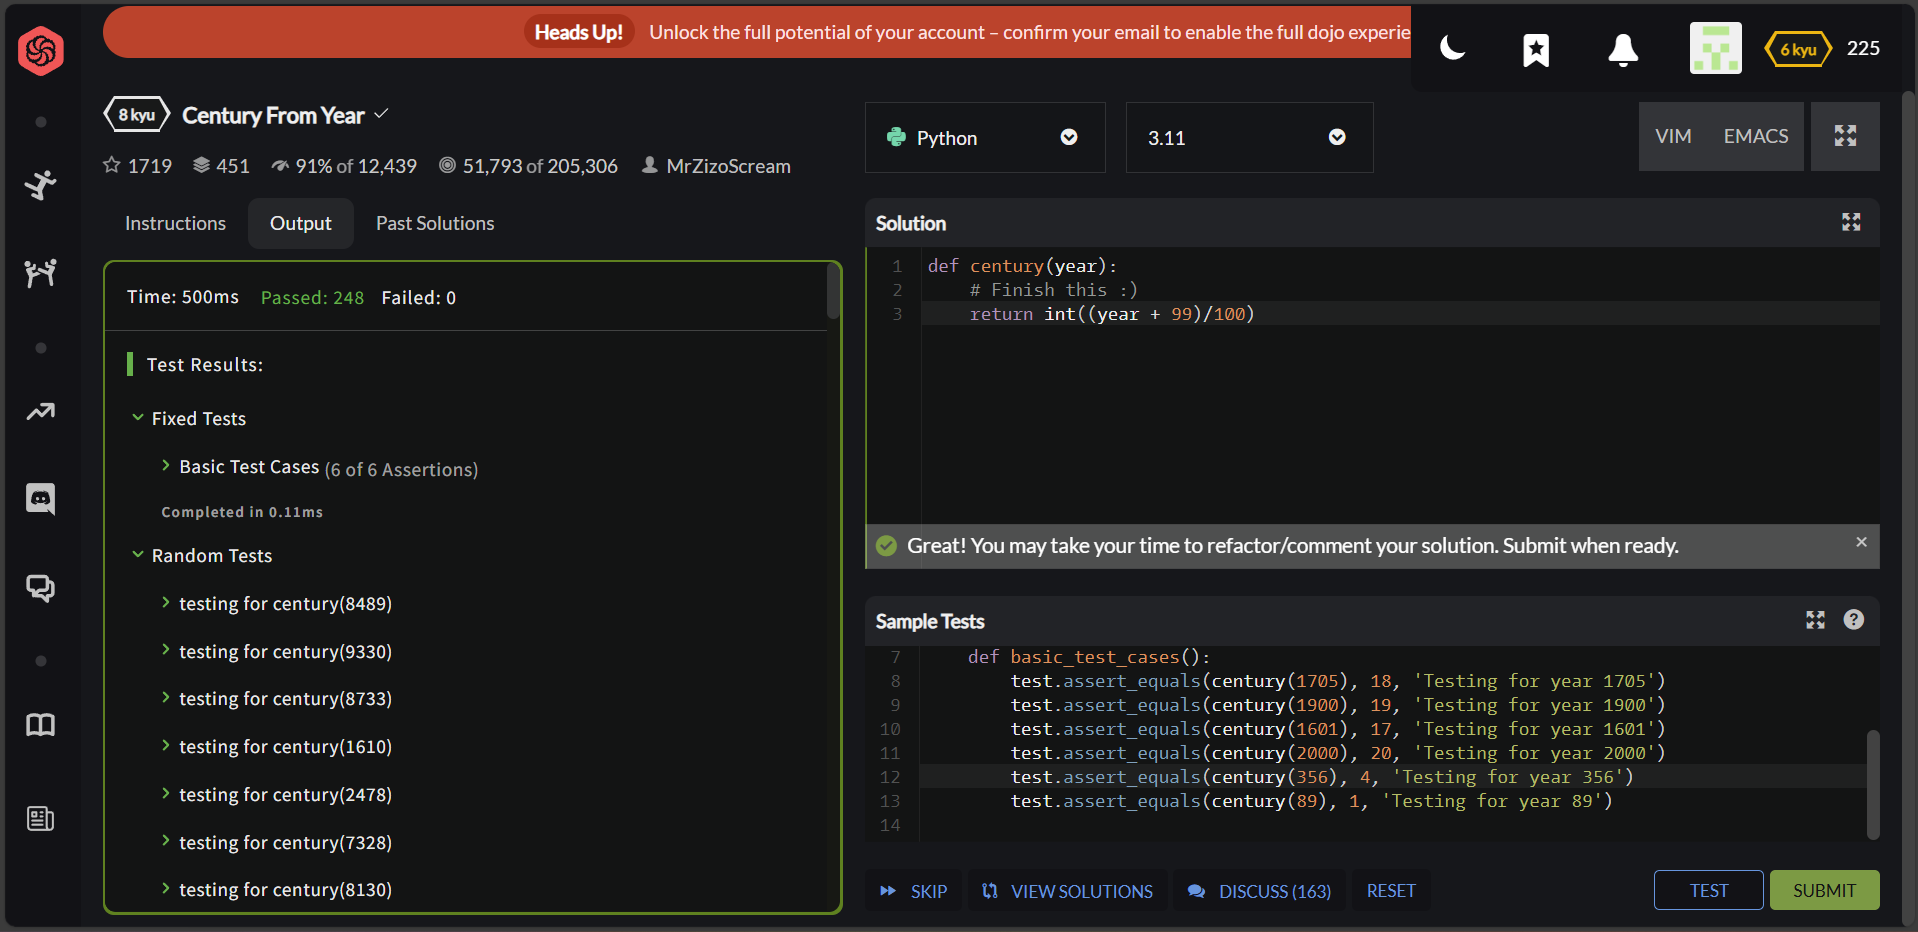 Heads Up! Unlock the full potential of your account – confirm your email to enable the full dojo experie
6 kyu 225
8 kyu Century From Year
1719 451 91% of 12,439 51,793 of 205,306 MrZizoScream
Instructions Output Past Solutions
Time: 500ms Passed: 248 Failed: 0
Test Results:
Fixed Tests
Basic Test Cases (6 of 6 Assertions)
Completed in 0.11ms
Random Tests
testing for century(8489)
testing for century(9330)
testing for century(8733)
testing for century(1610)
testing for century(2478)
testing for century(7328)
testing for century(8130)
Python 3.11 VIM EMACS
Solution
1 def century(year):
2 # Finish this :)
3 return int((year + 99)/100)
Great! You may take your time to refactor/comment your solution. Submit when ready. ×
Sample Tests ?
7 def basic_test_cases():
8 test.assert_equals(century(1705), 18, 'Testing for year 1705')
9 test.assert_equals(century(1900), 19, 'Testing for year 1900')
10 test.assert_equals(century(1601), 17, 'Testing for year 1601')
11 test.assert_equals(century(2000), 20, 'Testing for year 2000')
12 test.assert_equals(century(356), 4, 'Testing for year 356')
13 test.assert_equals(century(89), 1, 'Testing for year 89')
14
SKIP VIEW SOLUTIONS DISCUSS (163) RESET TEST SUBMIT